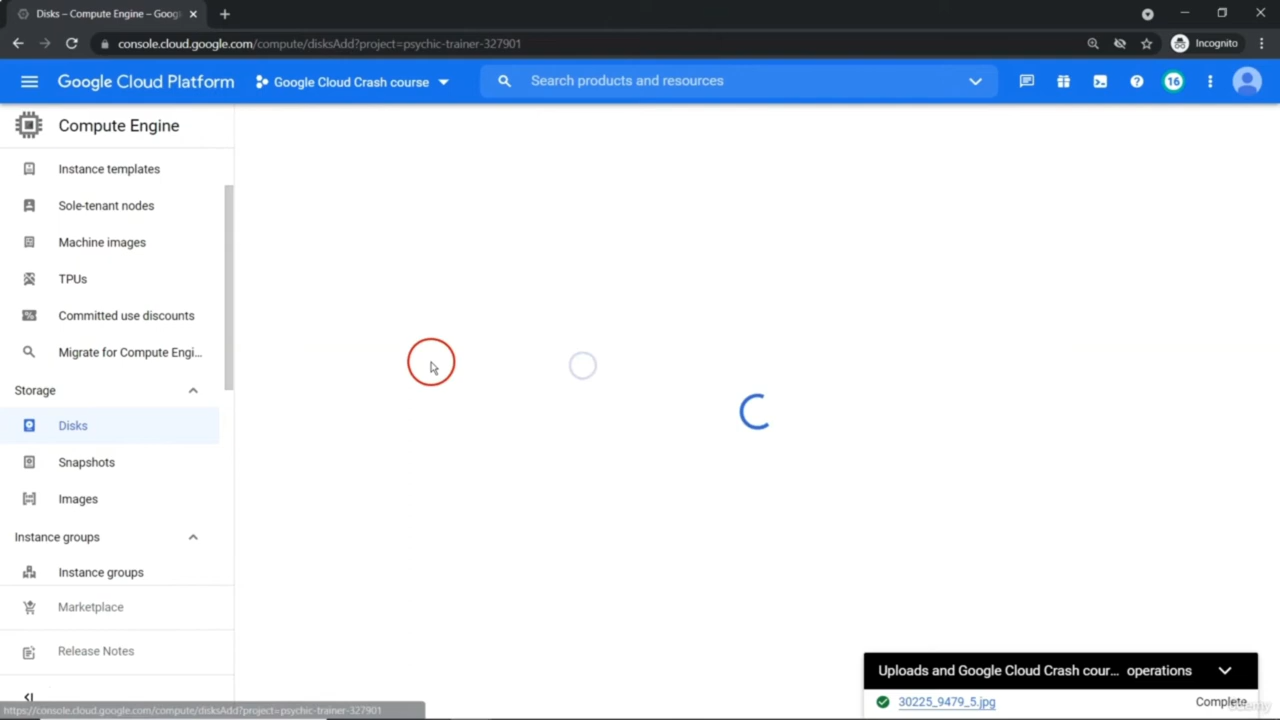 Disks – Compute Engine – Goog
console.cloud.google.com/compute/disksAdd?project=psychic-trainer-327901
Incognito
Google Cloud Platform
Google Cloud Crash course
Search products and resources
16
Compute Engine
Instance templates
Sole-tenant nodes
Machine images
TPUs
Committed use discounts
Migrate for Compute Engi...
Storage
Disks
Snapshots
Images
Instance groups
Instance groups
Marketplace
Release Notes
https://console.cloud.google.com/compute/disksAdd?project=psychic-trainer-327901
Uploads and Google Cloud Crash cour... operations
30225_9479_5.jpg
Complete
Udemy